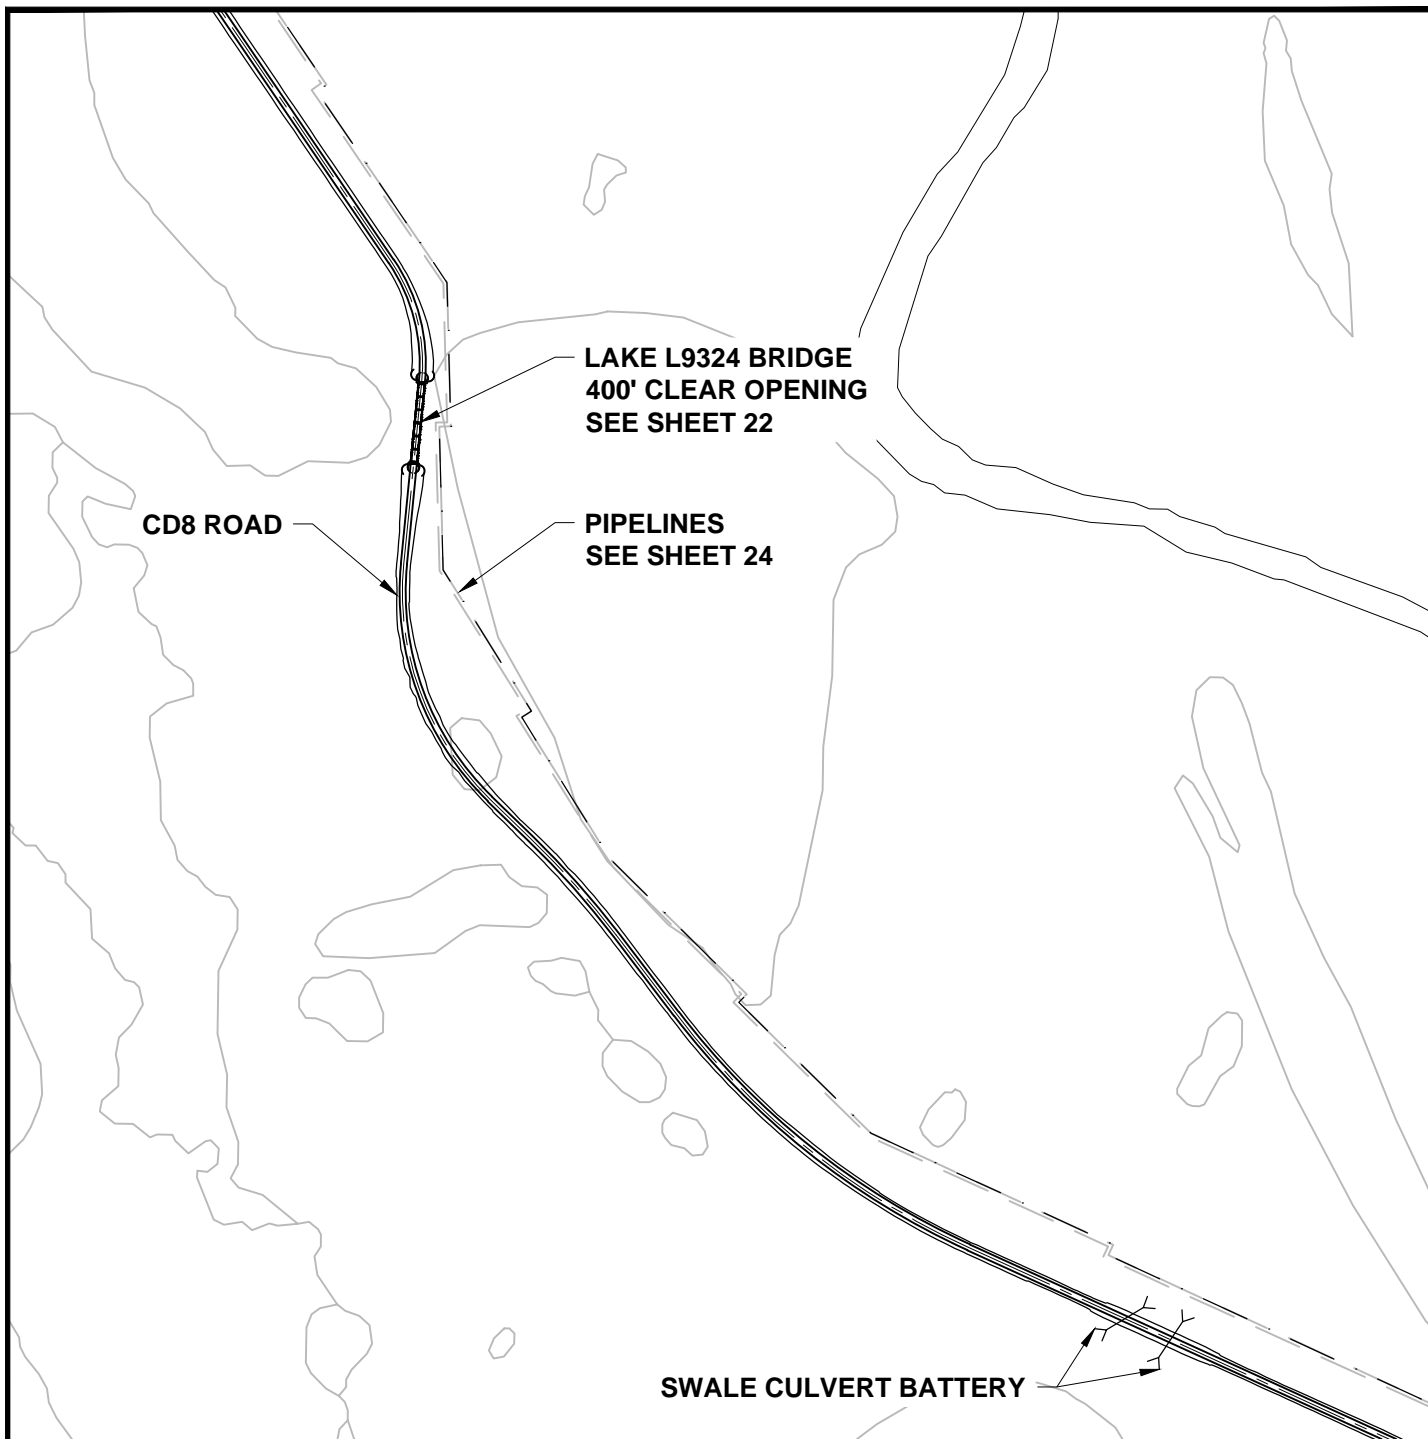 LAKE L9324 BRIDGE
400' CLEAR OPENING
SEE SHEET 22
CD8 ROAD
PIPELINES
SEE SHEET 24
SWALE CULVERT BATTERY